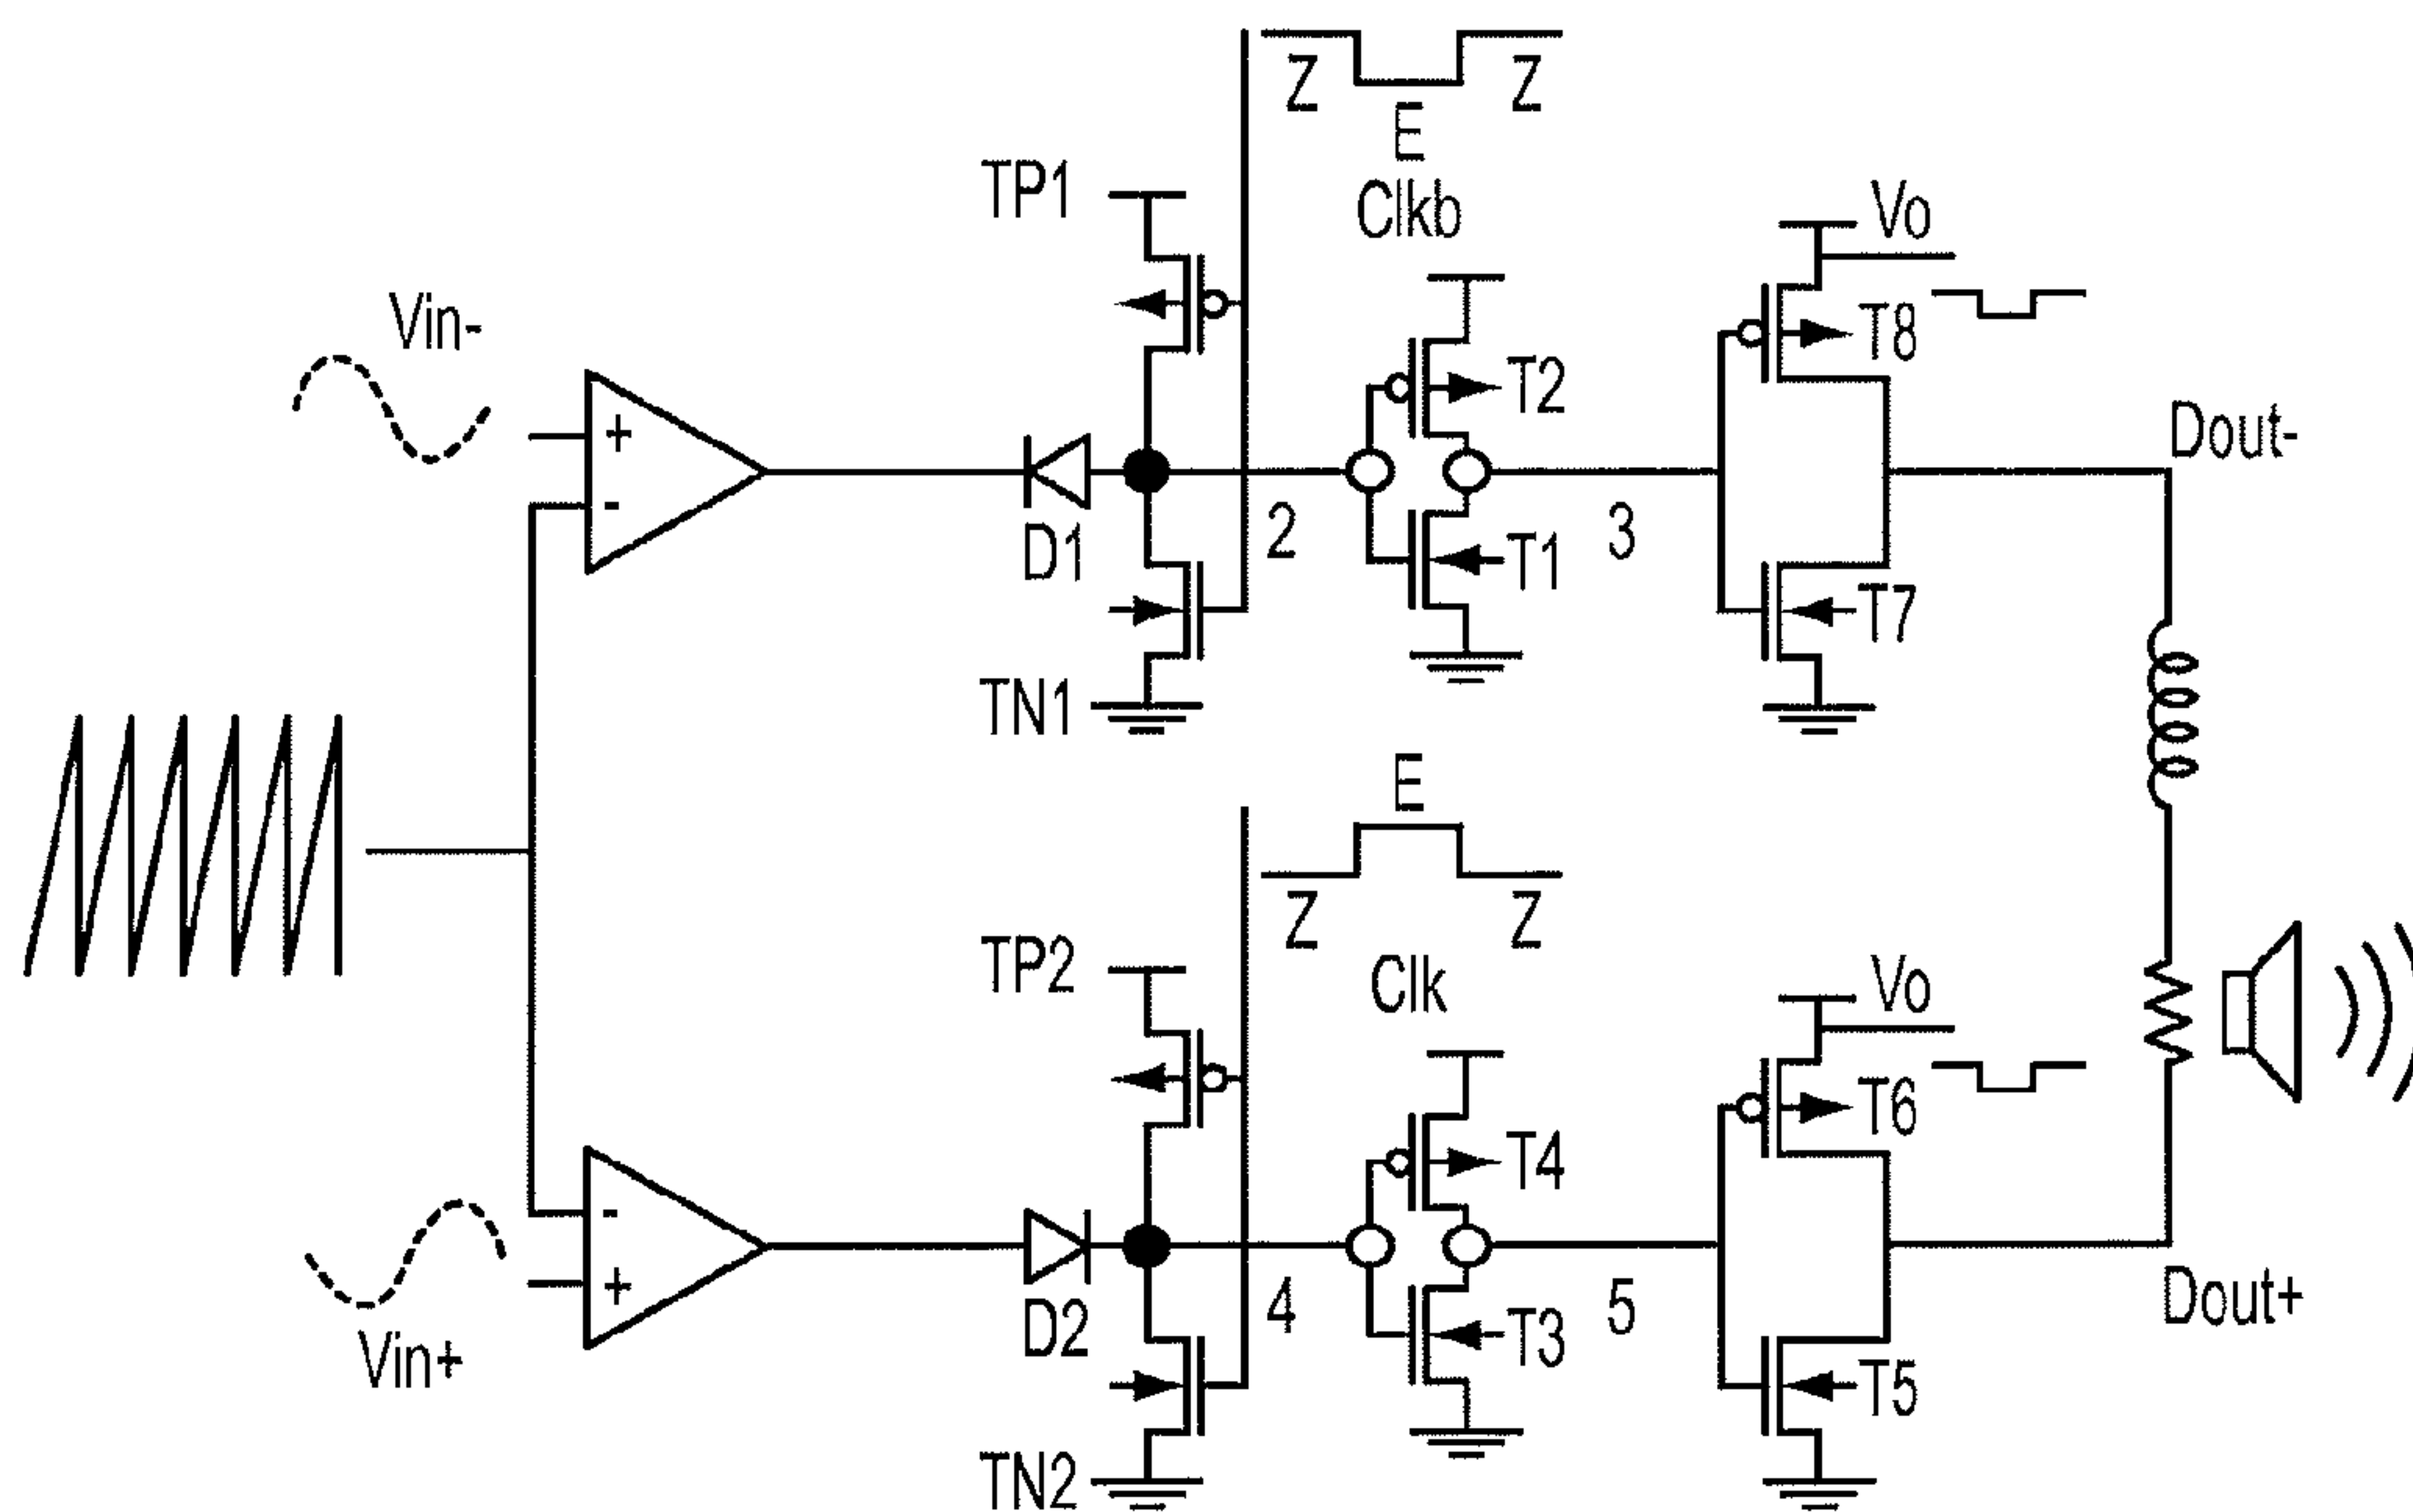 Z
Z
E
Clkb
TP1
Vo
Vin-
T8
T2
Dout-
+
-
2
3
D1
T1
T7
TN1
E
Z
Z
TP2
Clk
Vo
T6
T4
-
+
4
5
Dout+
D2
T3
Vin+
T5
TN2